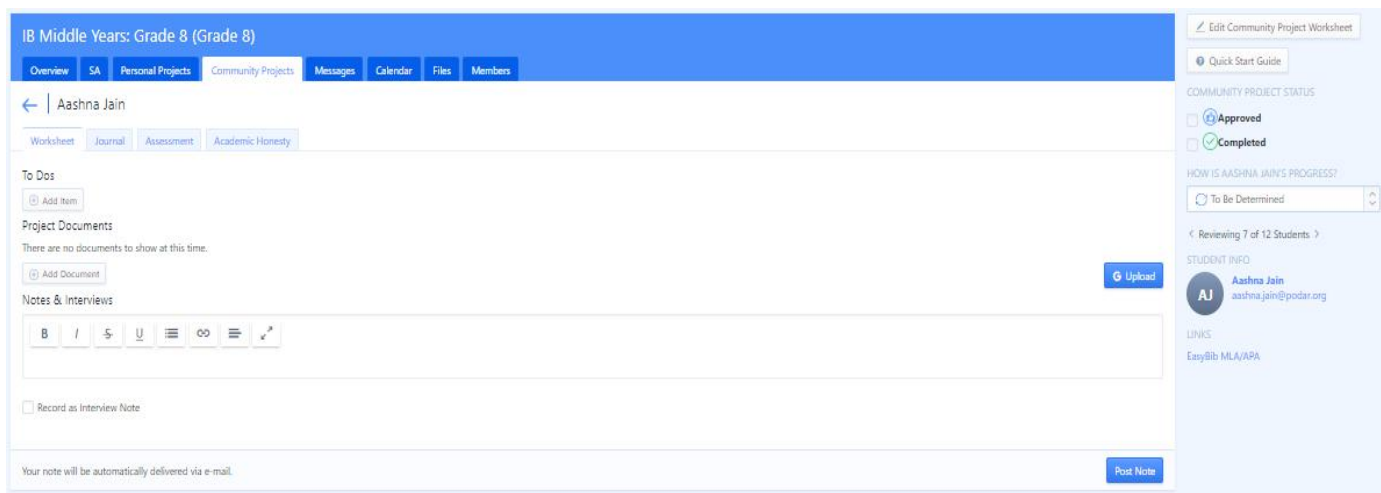 IB Middle Years: Grade 8 (Grade 8)
Overview SA Personal Projects Community Projects Messages Calendar Files Members
Aashna Jain
Worksheet Journal Assessment Academic Honesty
To Dos
Add Item
Project Documents
There are no documents to show at this time.
Add Document
G Upload
Notes & Interviews
B I S U
Record as Interview Note
Your note will be automatically delivered via e-mail.
Post Note
Edit Community Project Worksheet
Quick Start Guide
COMMUNITY PROJECT STATUS
Approved
Completed
HOW IS AASHNA JAIN'S PROGRESS?
To Be Determined
< Reviewing 7 of 12 Students >
STUDENT INFO
AJ
Aashna Jain
aashna.jain@podar.org
LINKS
EasyBib MLA/APA